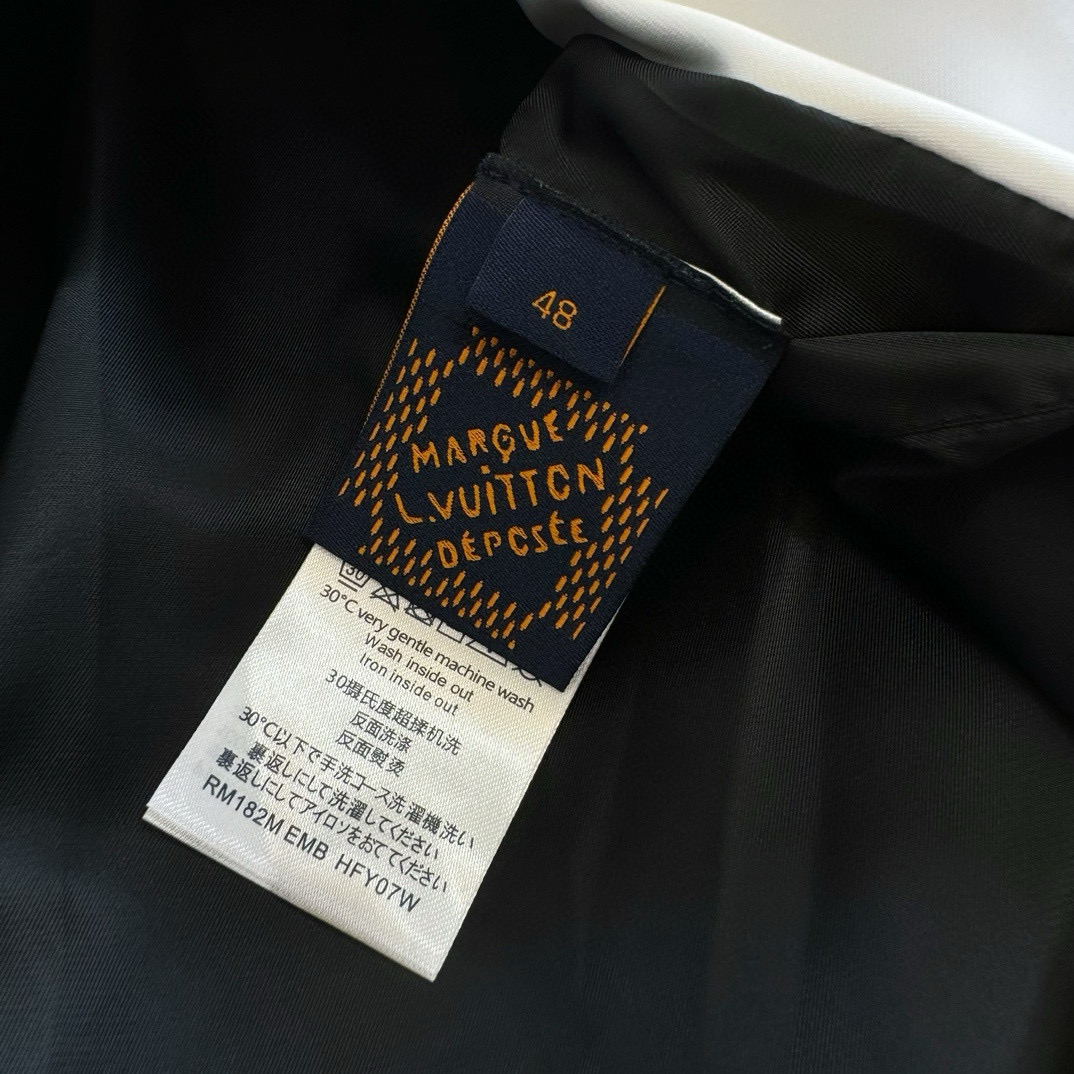 48
MARQUE
L.VUITTON
DÉPOSÉE
30
30°C very gentle machine wash
Wash inside out
Iron inside out
30摄氏度超揉机洗
反面洗涤
反面熨烫
30°C以下で手洗コース洗濯機洗い
裏返しにして洗濯してください
裏返しにしてアイロンをおててください
RM182M EMB HFY07W